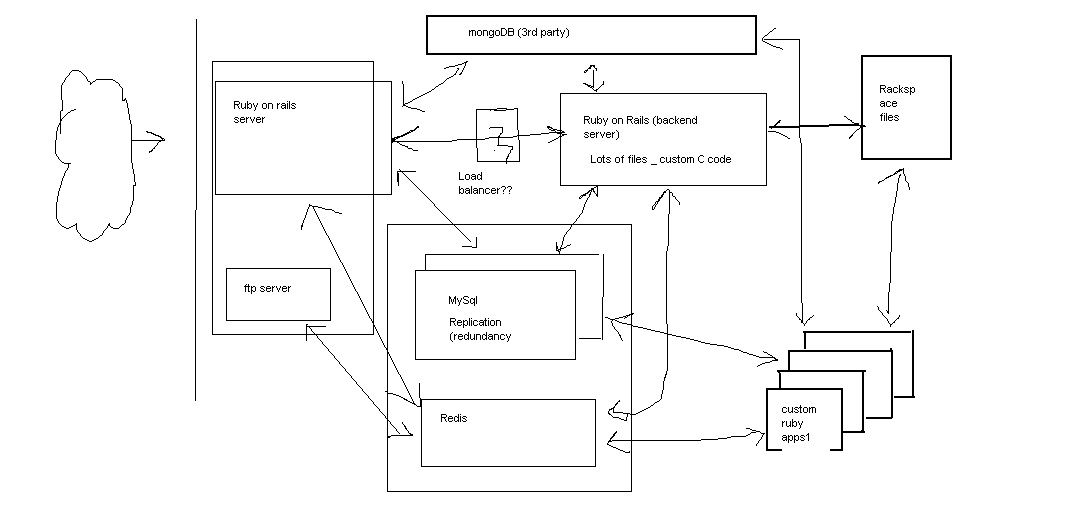 mongoDB (3rd party)
Ruby on rails
server
Ruby on Rails (backend
server)
Lots of files _ custom C code
Racksp
ace
files
Load
balancer??
ftp server
MySql
Replication
(redundancy
Redis
custom
ruby
apps1